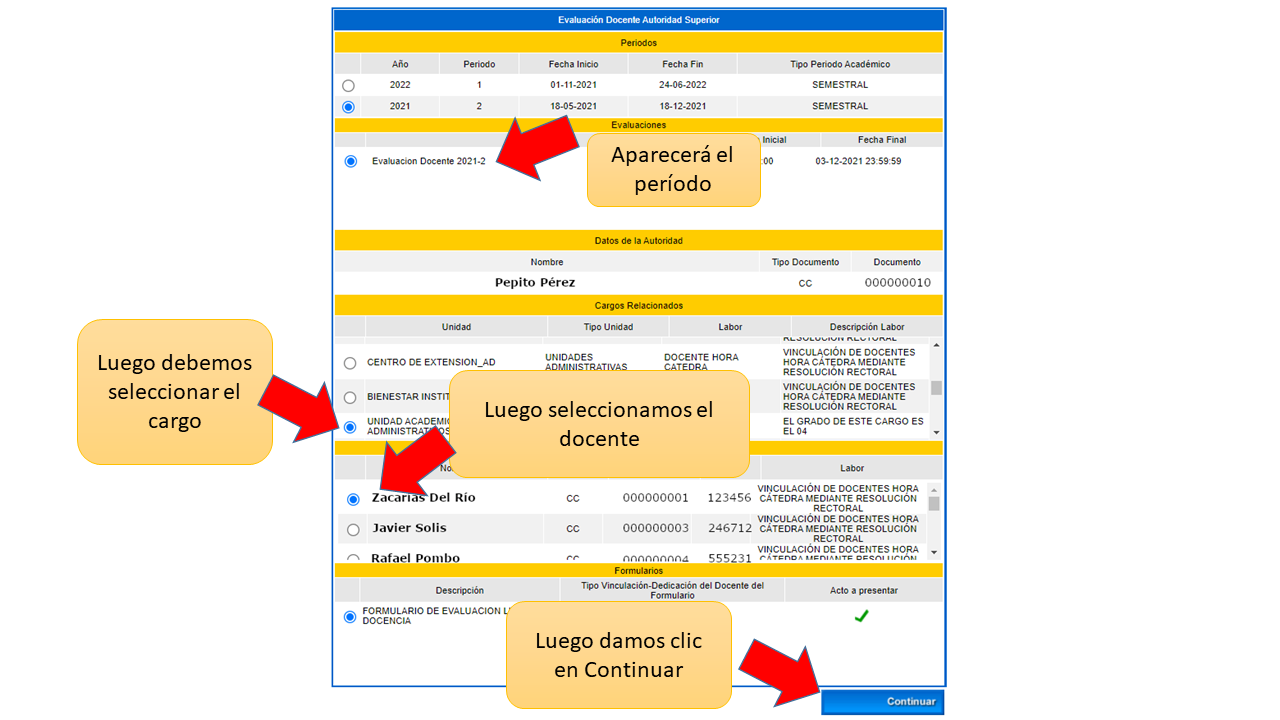 Evaluación Docente Autoridad Superior
Periodos
Año Periodo Fecha Inicio Fecha Fin Tipo Periodo Académico
2022 1 01-11-2021 24-06-2022 SEMESTRAL
2021 2 18-05-2021 18-12-2021 SEMESTRAL
Evaluaciones
Inicial Fecha Final
Evaluacion Docente 2021-2 :00 03-12-2021 23:59:59
Aparecerá el
período
Datos de la Autoridad
Nombre Tipo Documento Documento
Pepito Pérez CC 000000010
Cargos Relacionados
Unidad Tipo Unidad Labor Descripción Labor
RESOLUCIÓN RECTORAL
CENTRO DE EXTENSION_AD
UNIDADES
ADMINISTRATIVAS
DOCENTE HORA
CATEDRA
VINCULACIÓN DE DOCENTES
HORA CÁTEDRA MEDIANTE
RESOLUCIÓN RECTORAL
BIENESTAR INSTIT
VINCULACIÓN DE DOCENTES
HORA CÁTEDRA MEDIANTE
RESOLUCIÓN RECTORAL
UNIDAD ACADEMIC
ADMINISTRATIVOS
EL GRADO DE ESTE CARGO ES
EL 04
Luego debemos
seleccionar el
cargo
Luego seleccionamos el
docente
No Labor
Zacarías Del Río CC 000000001 123456
VINCULACIÓN DE DOCENTES HORA
CÁTEDRA MEDIANTE RESOLUCIÓN
RECTORAL
Javier Solis CC 000000003 246712
VINCULACIÓN DE DOCENTES HORA
CÁTEDRA MEDIANTE RESOLUCIÓN
RECTORAL
Rafael Pombo CC 000000004 555231
VINCULACIÓN DE DOCENTES HORA
CÁTEDRA MEDIANTE RESOLUCIÓN
Formularios
Descripción
Tipo Vinculación-Dedicación del Docente del
Formulario
Acto a presentar
FORMULARIO DE EVALUACION
DOCENCIA
Luego damos clic
en Continuar
Continuar